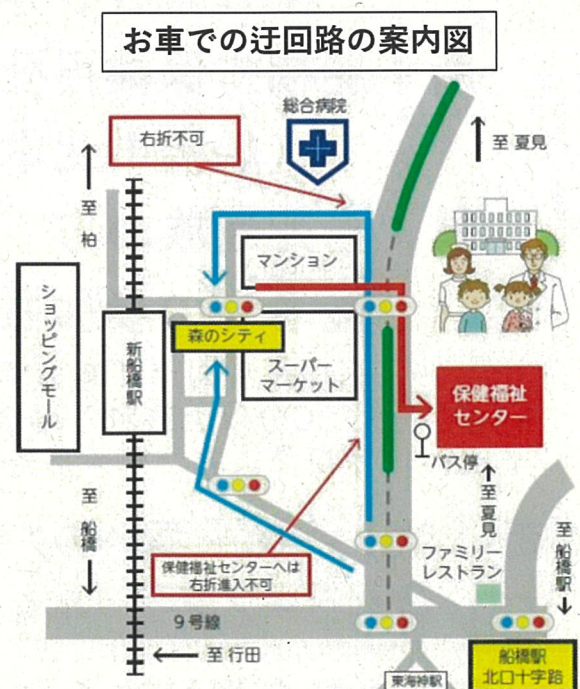 お車での迂回路の案内図
総合病院
右折不可
至 夏見
至 柏
マンション
ショッピングモール
新船橋駅
森のシティ
スーパー
マーケット
保健福祉
センター
バス停
至 夏見
至 船橋
ファミリー
レストラン
至 船橋駅
保健福祉センターへは
右折進入不可
9号線
至 行田
東海神駅
船橋駅
北口十字路